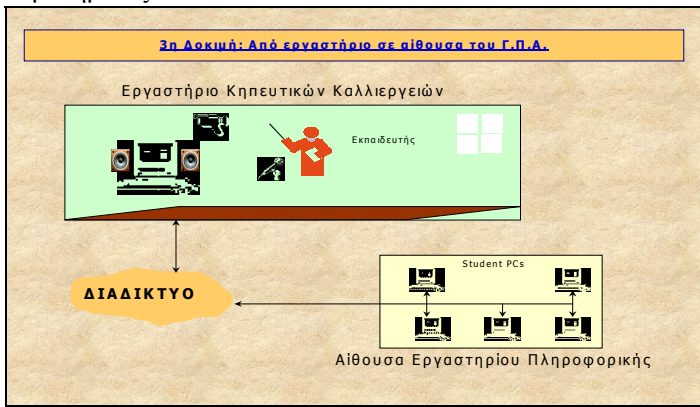 3η Δοκιμή: Από εργαστήριο σε αίθουσα του Γ.Π.Α.
Εργαστήριο Κηπευτικών Καλλιεργειών
Εκπαιδευτής
Student PCs
ΔΙΑΔΙΚΤΥΟ
Αίθουσα Εργαστηρίου Πληροφορικής